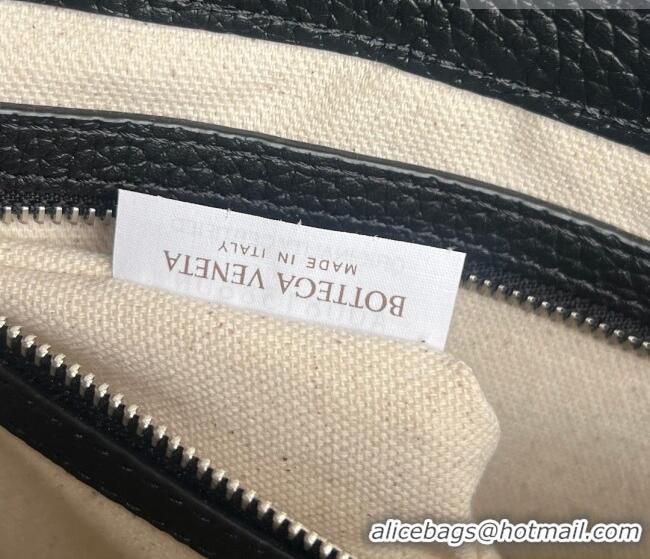 BOTTEGA VENETA
MADE IN ITALY
alicebags@hotmail.com